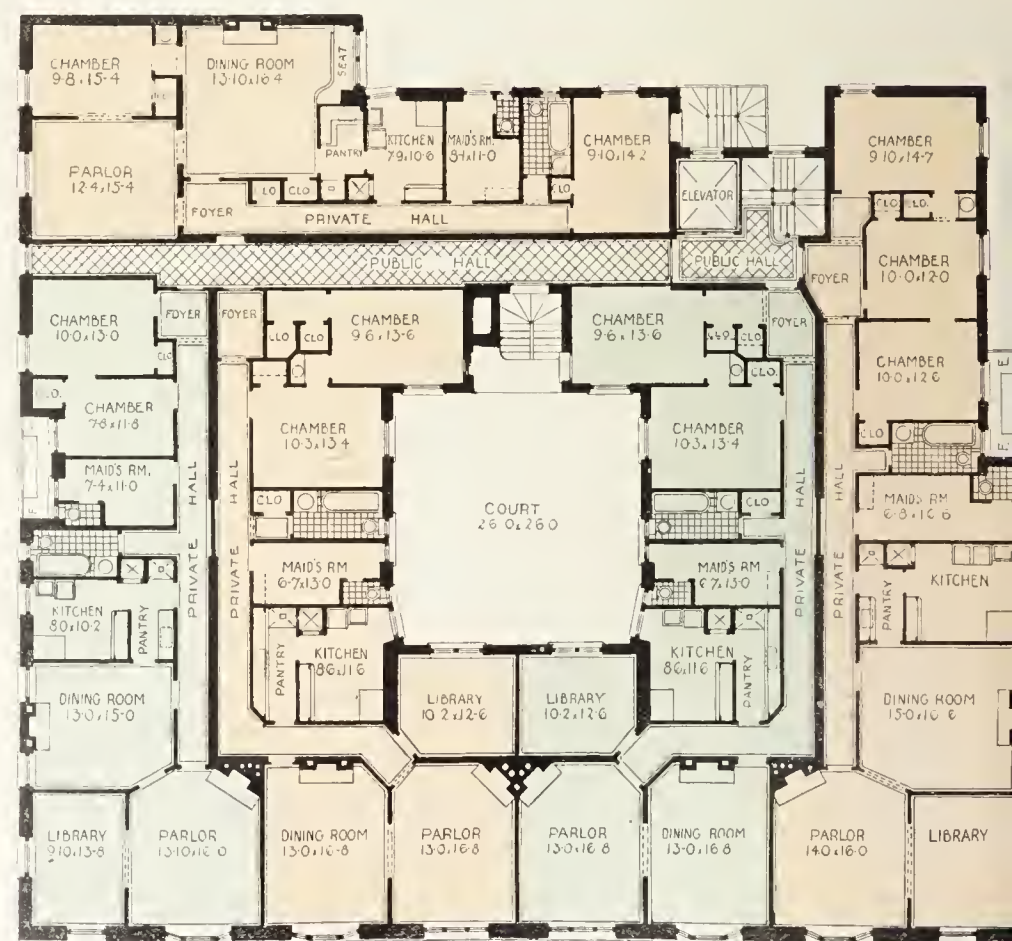 CHAMBER
9·8 x 15·4
DINING ROOM
13·10 x 16·4
SEAT
PARLOR
12·4 x 15·4
PANTRY
KITCHEN
7·9 x 10·6
MAID'S RM.
8·1 x 11·0
CHAMBER
9·10 x 14·2
CLO
CLO.
CLO
FOYER
PRIVATE HALL
ELEVATOR
PUBLIC HALL
PUBLIC HALL
CHAMBER
9·10 x 14·7
CLO
CLO.
FOYER
CHAMBER
10·0 x 12·0
CHAMBER
10·0 x 12·6
CLO
F. E.
MAID'S RM
6·8 x 10·6
PRIVATE HALL
PANTRY
KITCHEN
DINING ROOM
15·0 x 16·6
PARLOR
14·0 x 16·0
LIBRARY
CHAMBER
10·0 x 13·0
FOYER
CLO
CLO.
CHAMBER
7·8 x 11·8
MAID'S RM.
7·4 x 11·0
F
PRIVATE HALL
KITCHEN
8·0 x 10·2
PANTRY
DINING ROOM
13·0 x 15·0
LIBRARY
9·10 x 13·8
PARLOR
13·10 x 16·0
FOYER
CLO
CLO.
CHAMBER
9·6 x 13·6
CHAMBER
10·3 x 13·4
CLO
PRIVATE HALL
MAID'S RM
6·7 x 13·0
PANTRY
KITCHEN
8·6 x 11·6
LIBRARY
10·2 x 12·6
DINING ROOM
13·0 x 16·8
PARLOR
13·0 x 16·8
COURT
26·0 x 26·0
CHAMBER
9·6 x 13·6
CLO.
CLO
FOYER
CLO.
CHAMBER
10·3 x 13·4
CLO
PRIVATE HALL
MAID'S RM
6·7 x 13·0
KITCHEN
8·6 x 11·6
PANTRY
LIBRARY
10·2 x 12·6
PARLOR
13·0 x 16·8
DINING ROOM
13·0 x 16·8